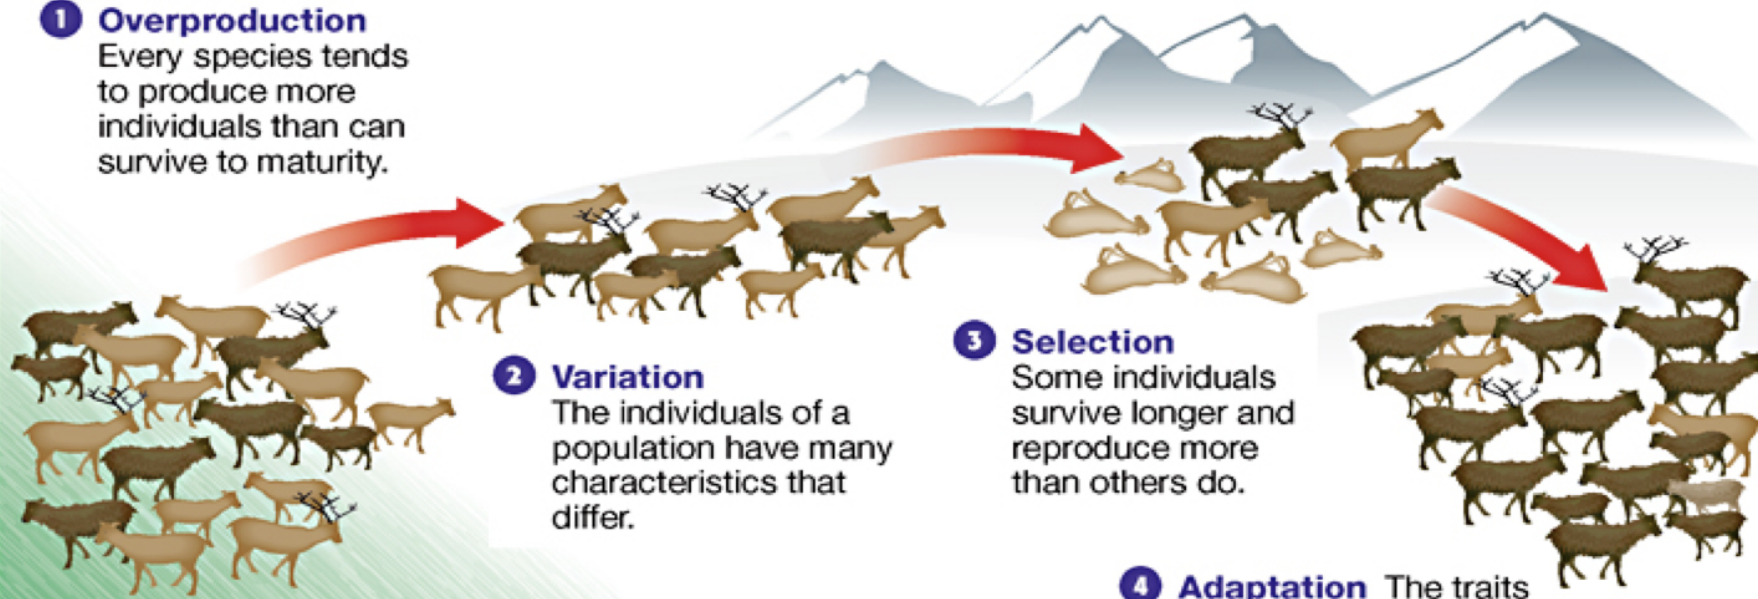 1 Overproduction
Every species tends
to produce more
individuals than can
survive to maturity.
2 Variation
The individuals of a
population have many
characteristics that
differ.
3 Selection
Some individuals
survive longer and
reproduce more
than others do.
4 Adaptation The traits